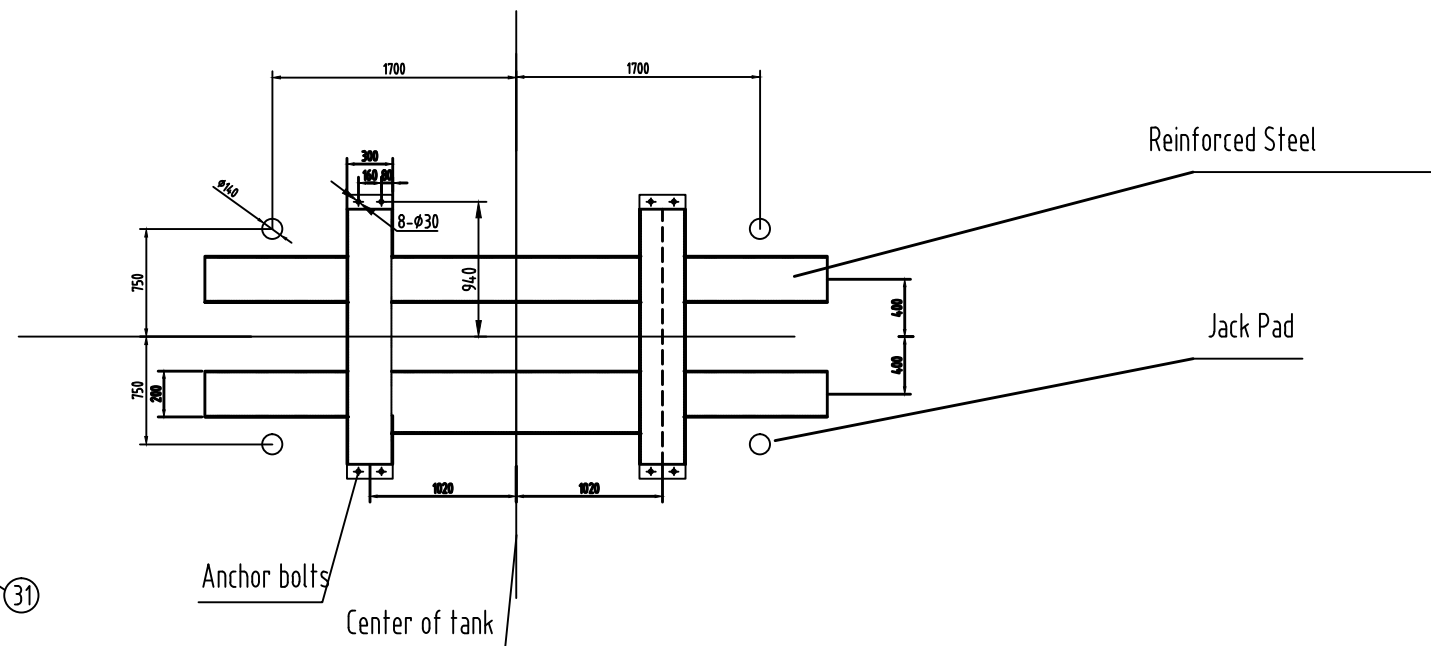 1700
1700
Reinforced Steel
300
160 80
ø140
8-ø30
750
940
400
Jack Pad
750
200
400
1020
1020
Anchor bolts
31
Center of tank